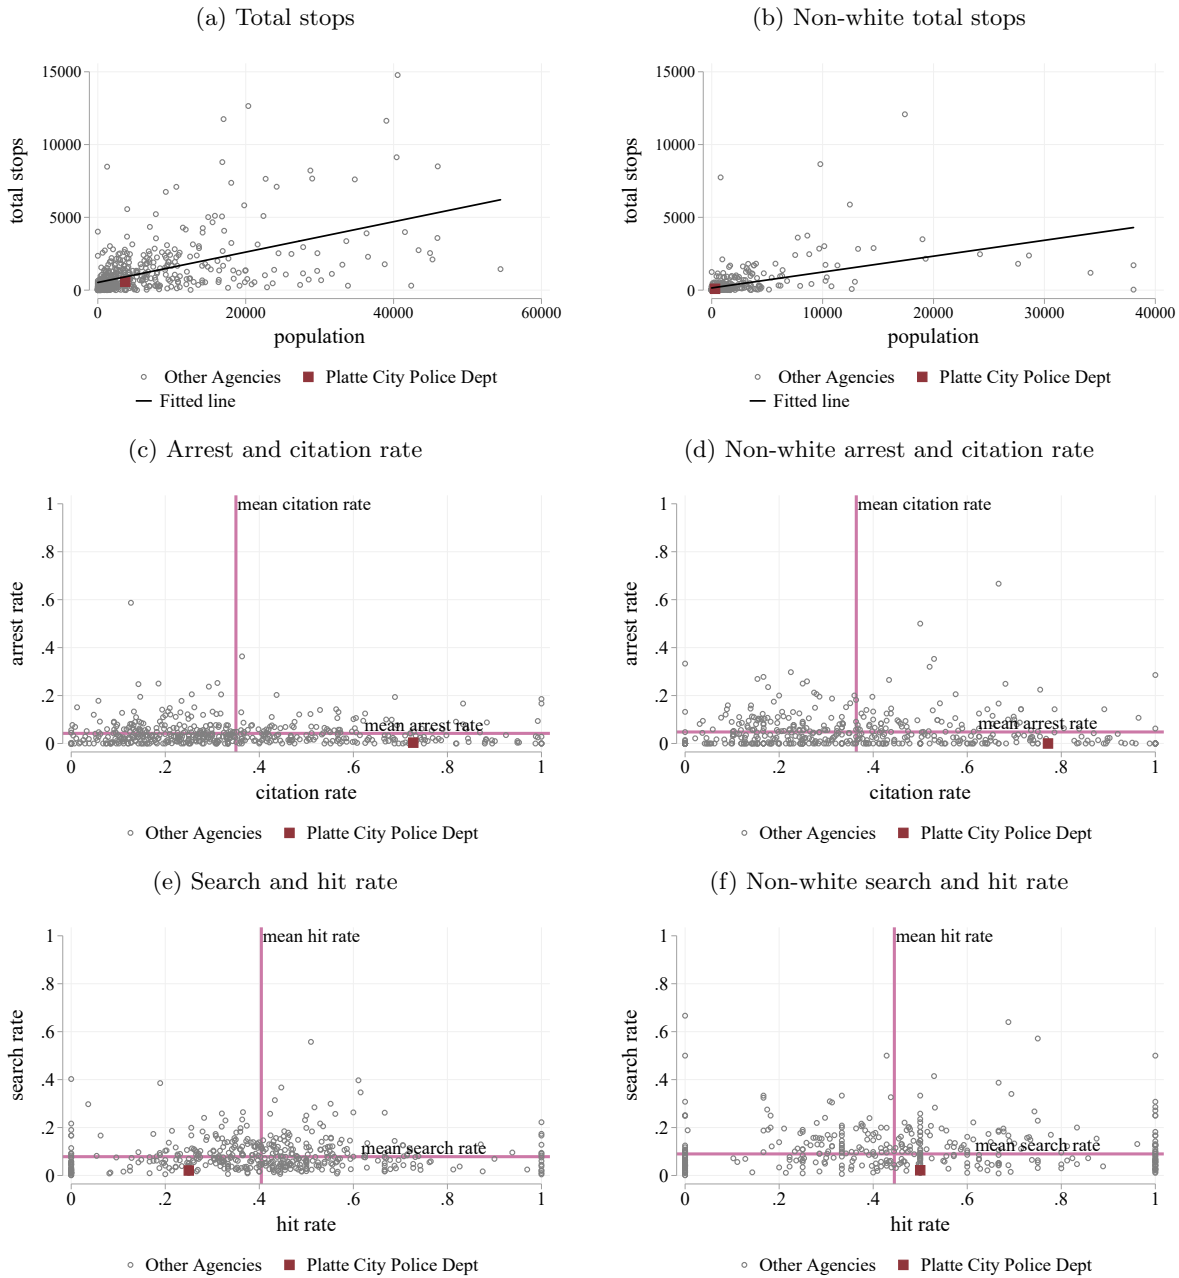 (a) Total stops
(b) Non-white total stops
total stops
15000
10000
5000
0
0 20000 40000 60000
population
○ Other Agencies ■ Platte City Police Dept
— Fitted line
total stops
15000
10000
5000
0
0 10000 20000 30000 40000
population
○ Other Agencies ■ Platte City Police Dept
— Fitted line
(c) Arrest and citation rate
(d) Non-white arrest and citation rate
arrest rate
1
.8
.6
.4
.2
0
mean citation rate
mean arrest rate
0 .2 .4 .6 .8 1
citation rate
○ Other Agencies ■ Platte City Police Dept
arrest rate
1
.8
.6
.4
.2
0
mean citation rate
mean arrest rate
0 .2 .4 .6 .8 1
citation rate
○ Other Agencies ■ Platte City Police Dept
(e) Search and hit rate
(f) Non-white search and hit rate
search rate
1
.8
.6
.4
.2
0
mean hit rate
mean search rate
0 .2 .4 .6 .8 1
hit rate
○ Other Agencies ■ Platte City Police Dept
search rate
1
.8
.6
.4
.2
0
mean hit rate
mean search rate
0 .2 .4 .6 .8 1
hit rate
○ Other Agencies ■ Platte City Police Dept